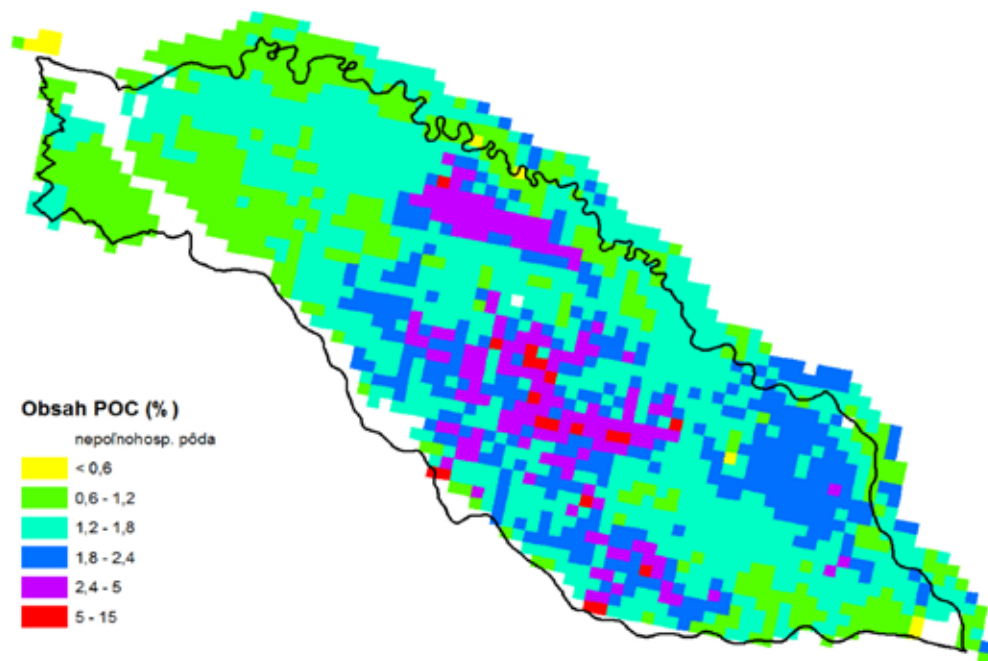 Obsah POC (%)
nepoľnohosp. pôda
< 0,6
0,6 - 1,2
1,2 - 1,8
1,8 - 2,4
2,4 - 5
5 - 15